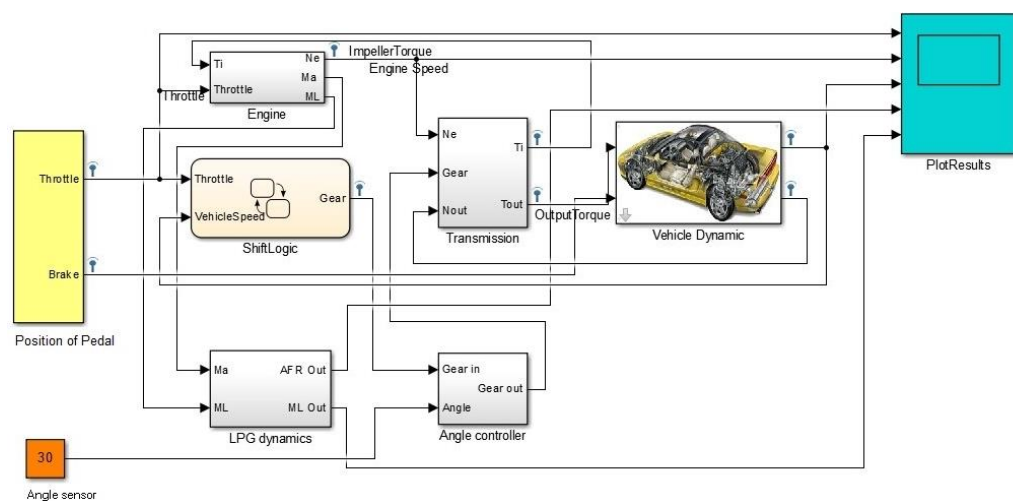 ImpellerTorque
Engine Speed
Ti
Throttle
Ne
Ma
ML
Throttle
Engine
PlotResults
Throttle
Brake
Position of Pedal
Throttle
VehicleSpeed
Gear
ShiftLogic
Ne
Gear
Nout
Ti
Tout
Transmission
OutputTorque
Vehicle Dynamic
Ma
ML
AFR Out
ML Out
LPG dynamics
Gear in
Angle
Gear out
Angle controller
30
Angle sensor